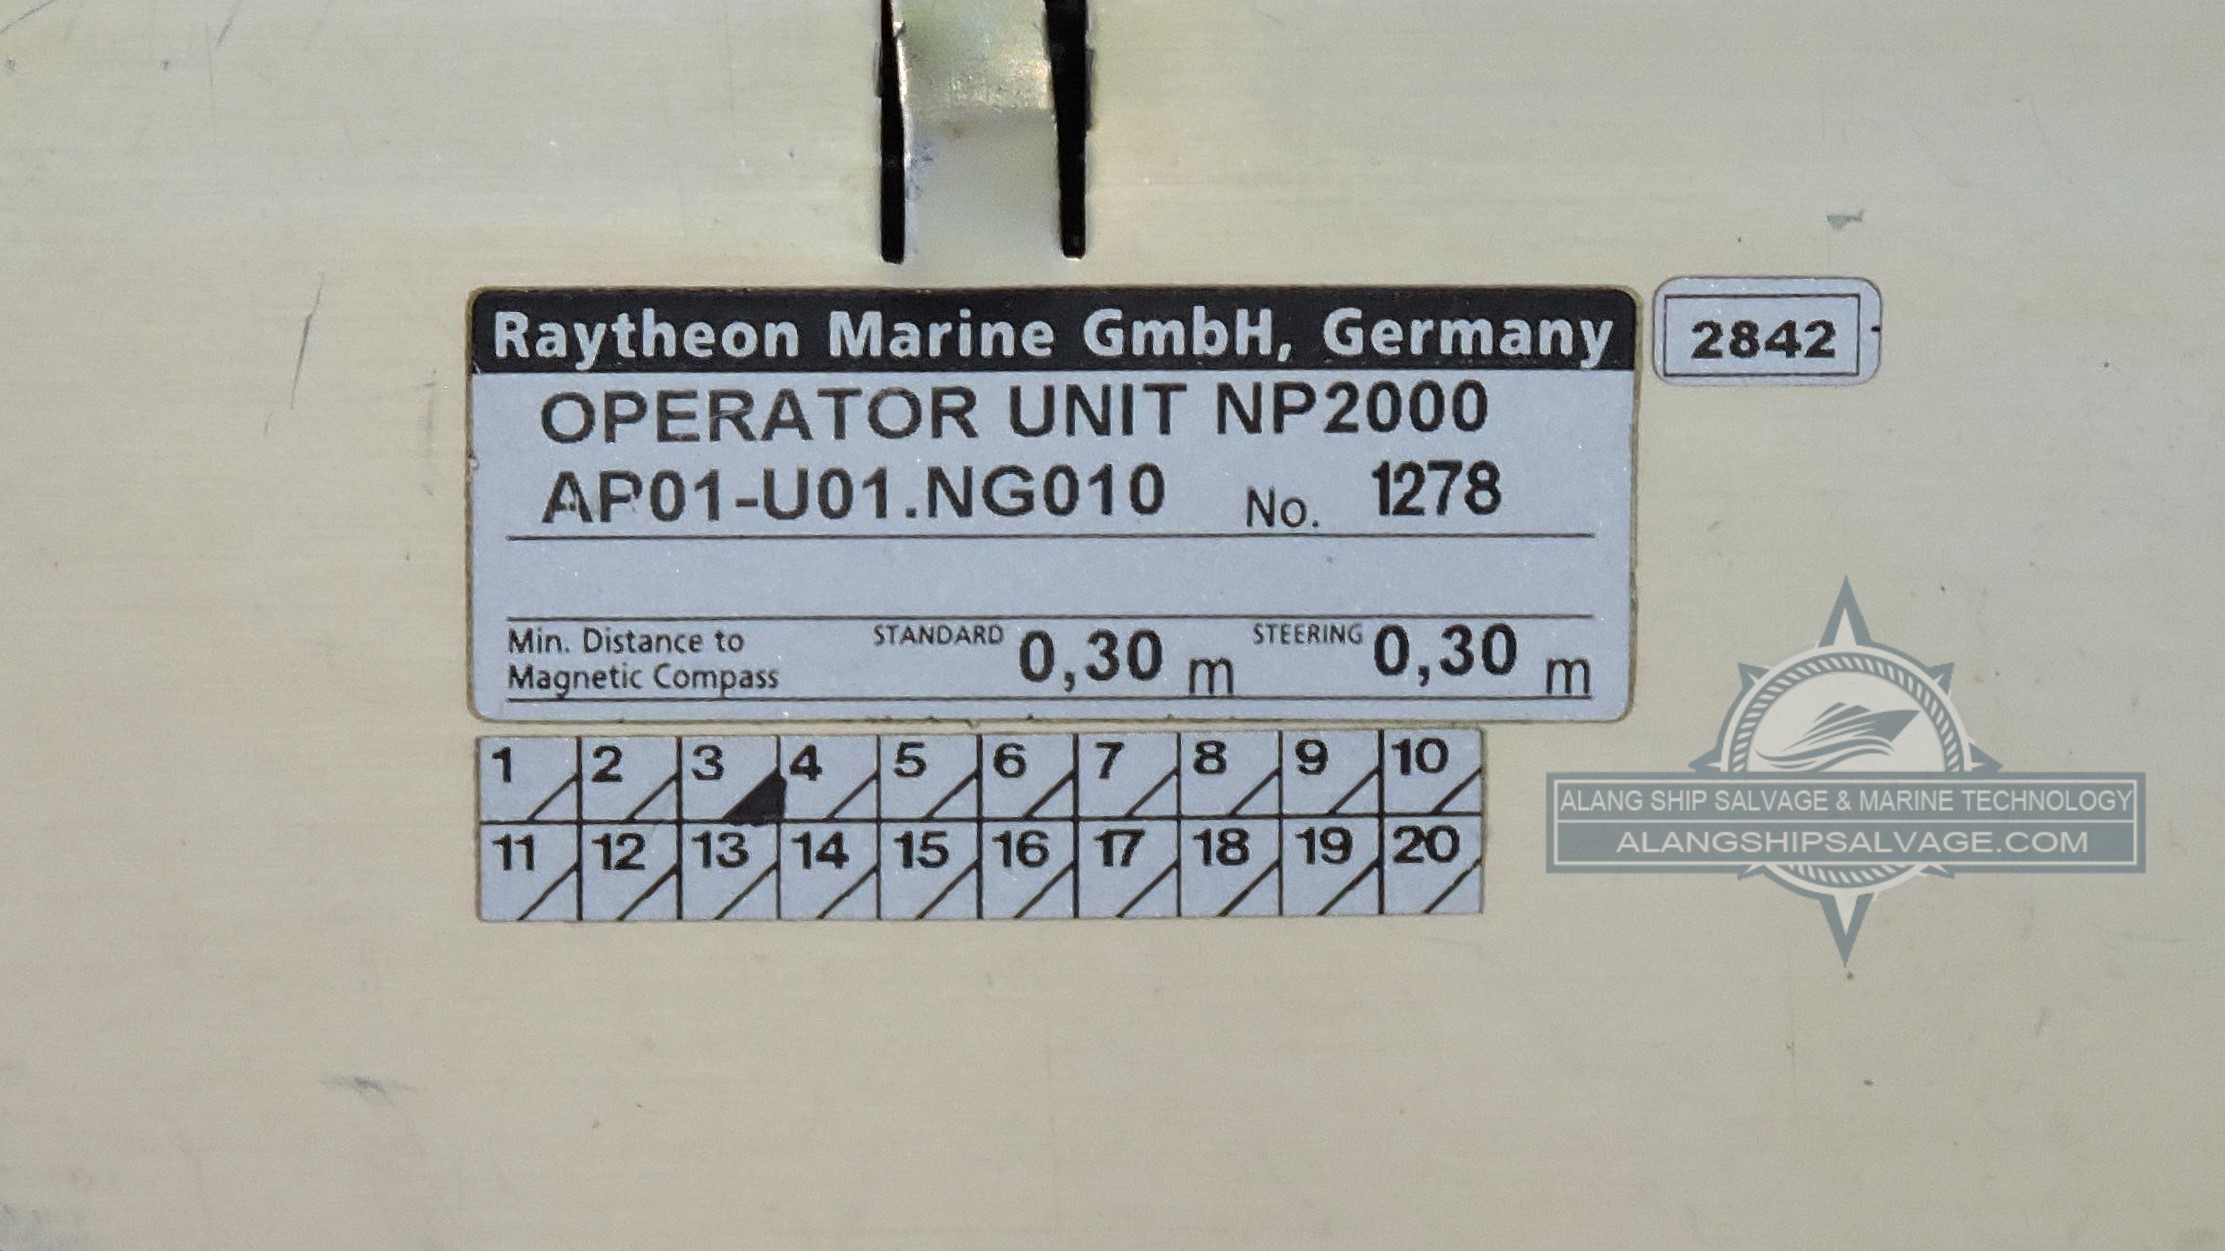 Raytheon Marine GmbH, Germany
2842
OPERATOR UNIT NP2000
AP01-U01.NG010 No. 1278
Min. Distance to
Magnetic Compass
STANDARD 0,30 m STEERING 0,30 m
1 2 3 4 5 6 7 8 9 10
11 12 13 14 15 16 17 18 19 20
ALANG SHIP SALVAGE & MARINE TECHNOLOGY
ALANGSHIPSALVAGE.COM